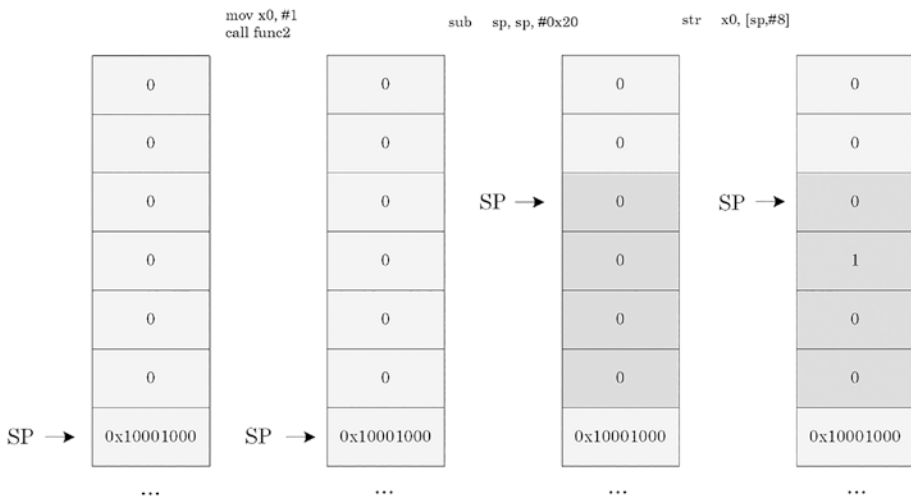 mov x0, #1
call func2
sub sp, sp, #0x20
str x0, [sp,#8]
0 0 0 0
0 0 0 0
SP → 0 SP → 0
0 0
0 0 0 1
0 0 0 0
0 0 0 0
SP → 0x10001000 SP → 0x10001000 0x10001000 0x10001000
... ... ... ...